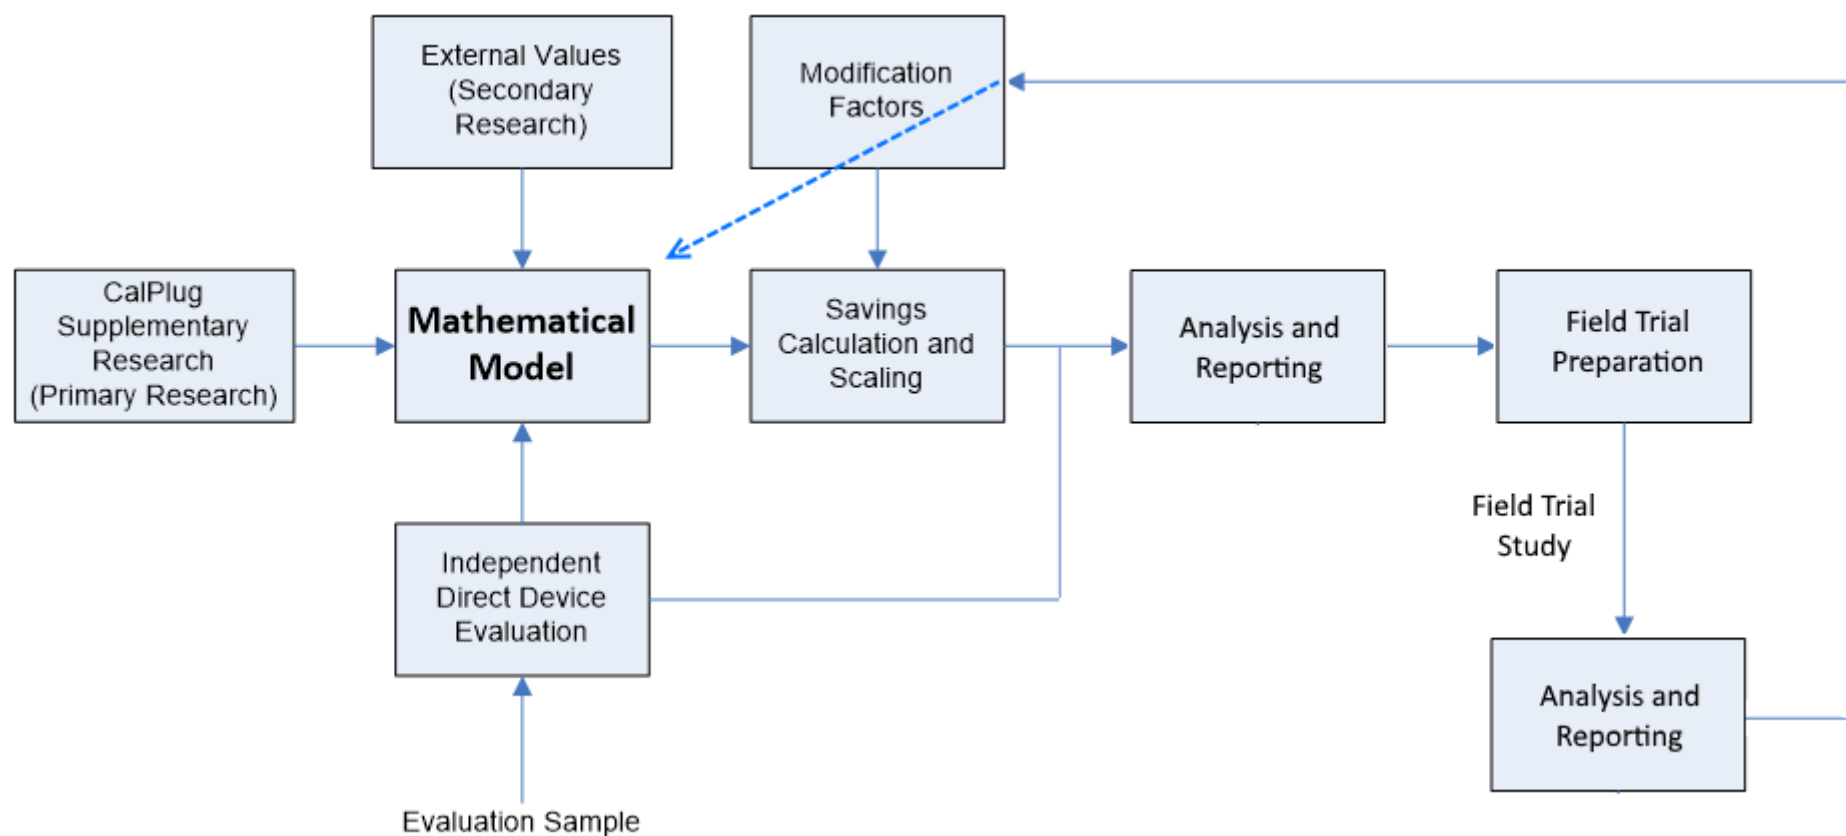 External Values
(Secondary
Research)
Modification
Factors
CalPlug
Supplementary
Research
(Primary Research)
Mathematical
Model
Savings
Calculation and
Scaling
Analysis and
Reporting
Field Trial
Preparation
Field Trial
Study
Independent
Direct Device
Evaluation
Analysis and
Reporting
Evaluation Sample